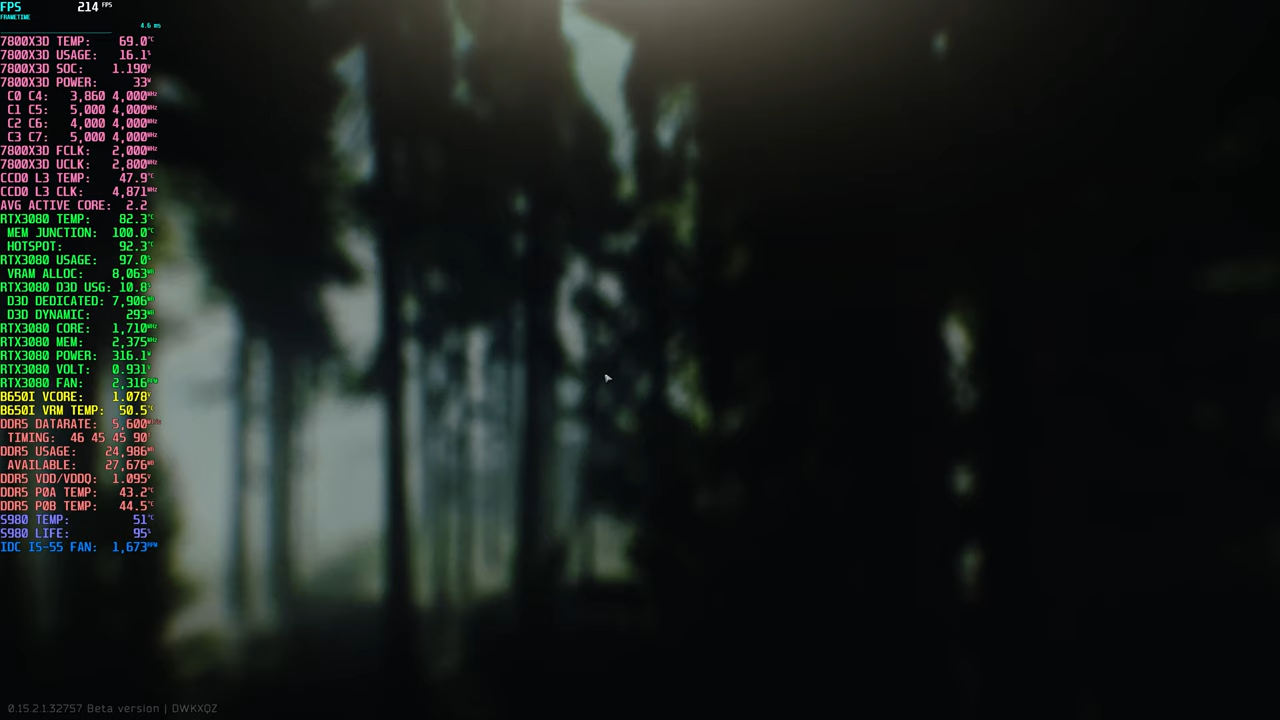 FPS 214 FPS
FRAMETIME
4.6 ms
7800X3D TEMP: 69.0°C
7800X3D USAGE: 16.1%
7800X3D SOC: 1.190V
7800X3D POWER: 33W
C0 C4: 3,860 4,000MHz
C1 C5: 5,000 4,000MHz
C2 C6: 4,000 4,000MHz
C3 C7: 5,000 4,000MHz
7800X3D FCLK: 2,000MHz
7800X3D UCLK: 2,800MHz
CCD0 L3 TEMP: 47.9°C
CCD0 L3 CLK: 4,871MHz
AVG ACTIVE CORE: 2.2
RTX3080 TEMP: 82.3°C
MEM JUNCTION: 100.0°C
HOTSPOT: 92.3°C
RTX3080 USAGE: 97.0%
VRAM ALLOC: 8,063MB
RTX3080 D3D USG: 10.8%
D3D DEDICATED: 7,906MB
D3D DYNAMIC: 293MB
RTX3080 CORE: 1,710MHz
RTX3080 MEM: 2,375MHz
RTX3080 POWER: 316.1W
RTX3080 VOLT: 0.931V
RTX3080 FAN: 2,316RPM
B650I VCORE: 1.078V
B650I VRM TEMP: 50.5°C
DDR5 DATARATE: 5,600
TIMING: 46 45 45 90
DDR5 USAGE: 24,986MB
AVAILABLE: 27,676MB
DDR5 VDD/VDDQ: 1.095V
DDR5 P0A TEMP: 43.2°C
DDR5 P0B TEMP: 44.5°C
S980 TEMP: 51°C
S980 LIFE: 95%
IDC IS-55 FAN: 1,673RPM
0.15.2.1.32757 Beta version | DWKXQZ